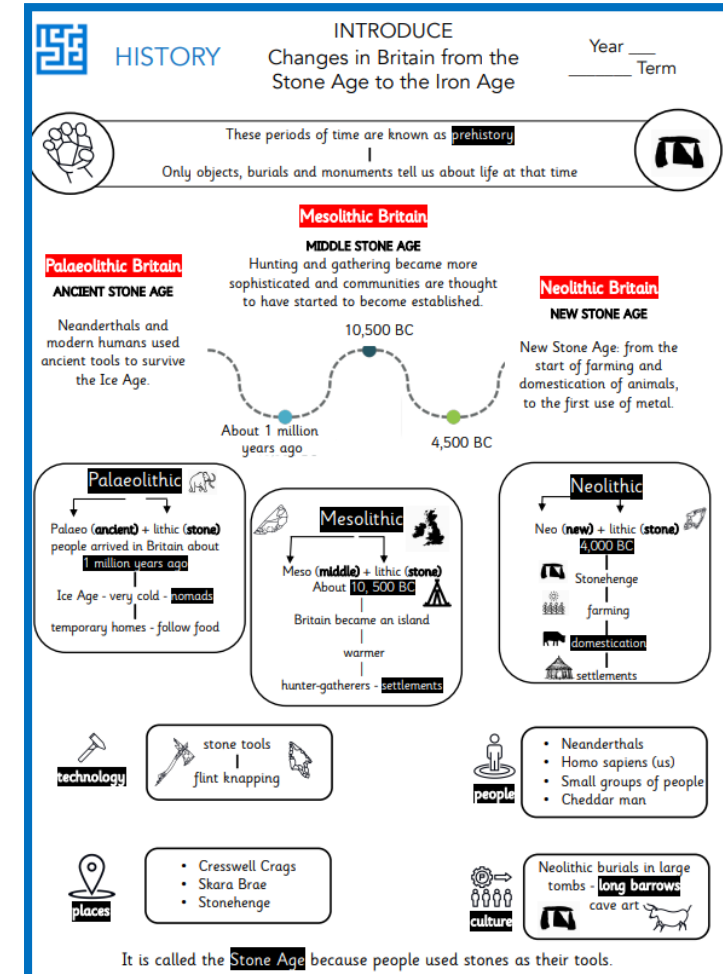 HISTORY
INTRODUCE
Changes in Britain from the
Stone Age to the Iron Age
Year ___
_______ Term
These periods of time are known as prehistory
Only objects, burials and monuments tell us about life at that time
Mesolithic Britain
MIDDLE STONE AGE
Hunting and gathering became more
sophisticated and communities are thought
to have started to become established.
Palaeolithic Britain
ANCIENT STONE AGE
Neanderthals and
modern humans used
ancient tools to survive
the Ice Age.
Neolithic Britain
NEW STONE AGE
New Stone Age: from the
start of farming and
domestication of animals,
to the first use of metal.
10,500 BC
About 1 million
years ago
4,500 BC
Palaeolithic
Palaeo (ancient) + lithic (stone)
people arrived in Britain about
1 million years ago
Ice Age - very cold - nomads
temporary homes - follow food
Mesolithic
Meso (middle) + lithic (stone)
About 10, 500 BC
Britain became an island
warmer
hunter-gatherers - settlements
Neolithic
Neo (new) + lithic (stone)
4,000 BC
Stonehenge
farming
domestication
settlements
technology
stone tools
flint knapping
people
• Neanderthals
• Homo sapiens (us)
• Small groups of people
• Cheddar man
places
• Cresswell Crags
• Skara Brae
• Stonehenge
culture
Neolithic burials in large
tombs - long barrows
cave art
It is called the Stone Age because people used stones as their tools.